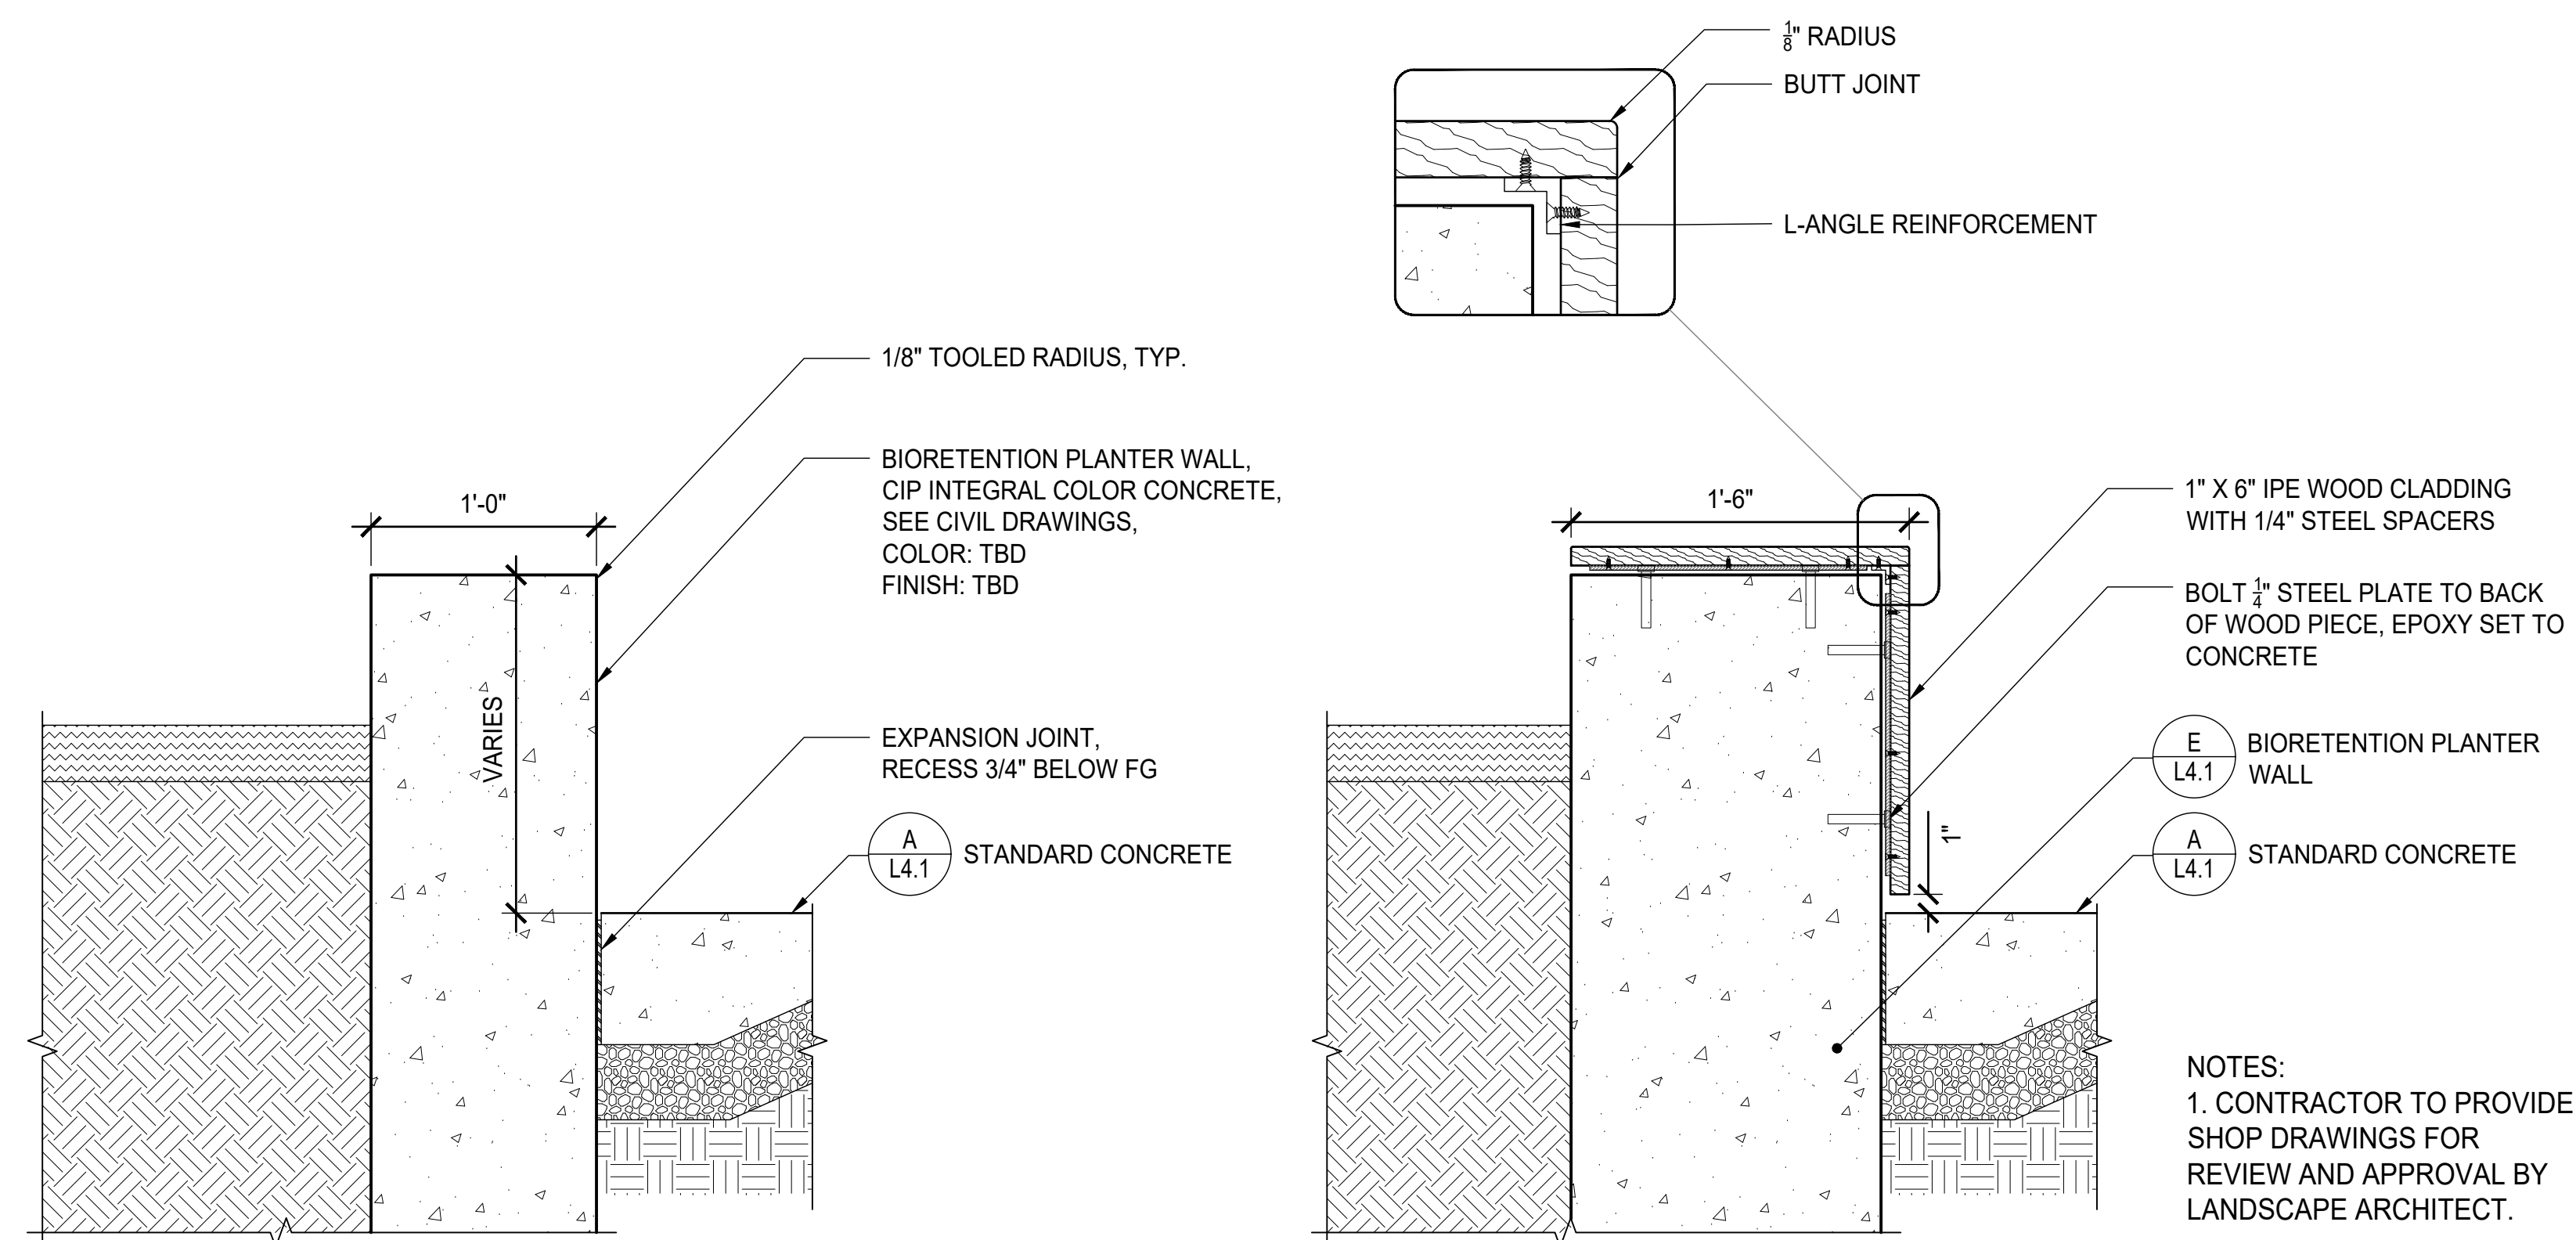 1'-0"
VARIES
1/8" TOOLED RADIUS, TYP.
BIORETENTION PLANTER WALL,
CIP INTEGRAL COLOR CONCRETE,
SEE CIVIL DRAWINGS,
COLOR: TBD
FINISH: TBD
EXPANSION JOINT,
RECESS 3/4" BELOW FG
A
L4.1
STANDARD CONCRETE
1/8" RADIUS
BUTT JOINT
L-ANGLE REINFORCEMENT
1'-6"
1" X 6" IPE WOOD CLADDING
WITH 1/4" STEEL SPACERS
BOLT 1/4" STEEL PLATE TO BACK
OF WOOD PIECE, EPOXY SET TO
CONCRETE
E
L4.1
BIORETENTION PLANTER
WALL
1"
A
L4.1
STANDARD CONCRETE
NOTES:
1. CONTRACTOR TO PROVIDE
SHOP DRAWINGS FOR
REVIEW AND APPROVAL BY
LANDSCAPE ARCHITECT.